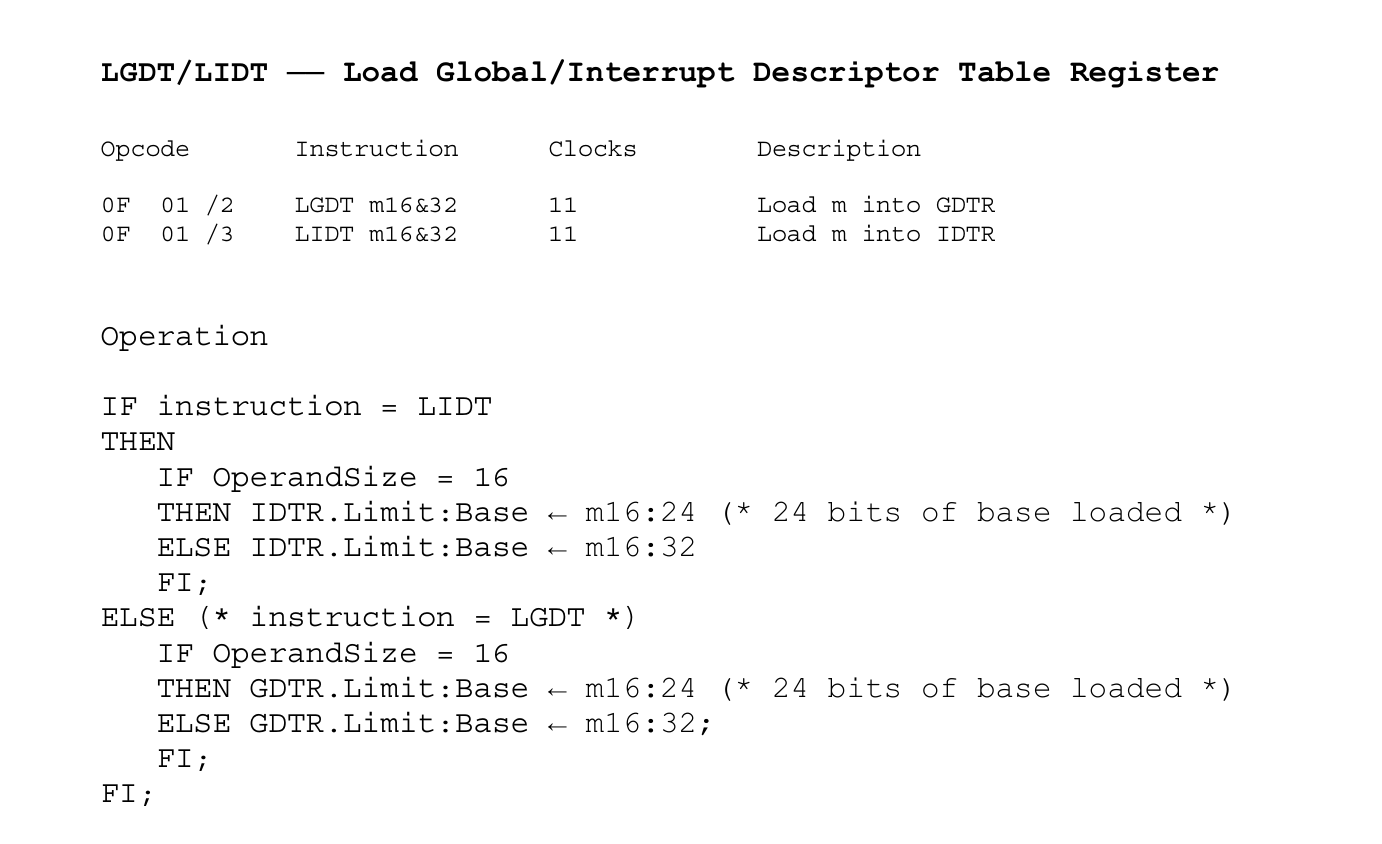 LGDT/LIDT –– Load Global/Interrupt Descriptor Table Register
Opcode Instruction Clocks Description
0F 01 /2 LGDT m16&32 11 Load m into GDTR
0F 01 /3 LIDT m16&32 11 Load m into IDTR
Operation
IF instruction = LIDT
THEN
IF OperandSize = 16
THEN IDTR.Limit:Base ← m16:24 (* 24 bits of base loaded *)
ELSE IDTR.Limit:Base ← m16:32
FI;
ELSE (* instruction = LGDT *)
IF OperandSize = 16
THEN GDTR.Limit:Base ← m16:24 (* 24 bits of base loaded *)
ELSE GDTR.Limit:Base ← m16:32;
FI;
FI;